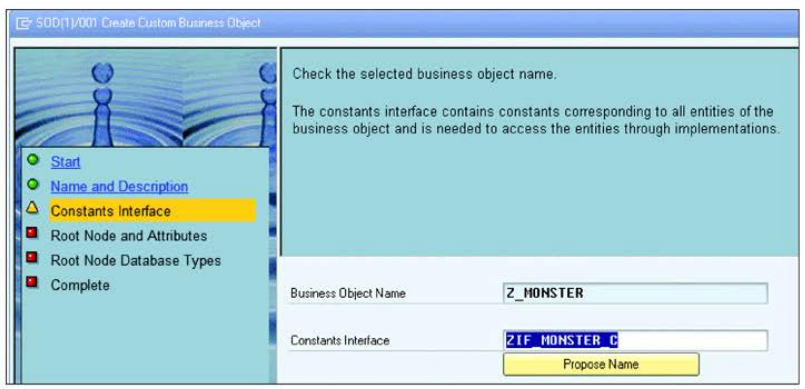 SOD(1)/001 Create Custom Business Object
Check the selected business object name.
The constants interface contains constants corresponding to all entities of the
business object and is needed to access the entities through implementations.
Start
Name and Description
Constants Interface
Root Node and Attributes
Root Node Database Types
Complete
Business Object Name Z_MONSTER
Constants Interface ZIF_MONSTER_C
Propose Name